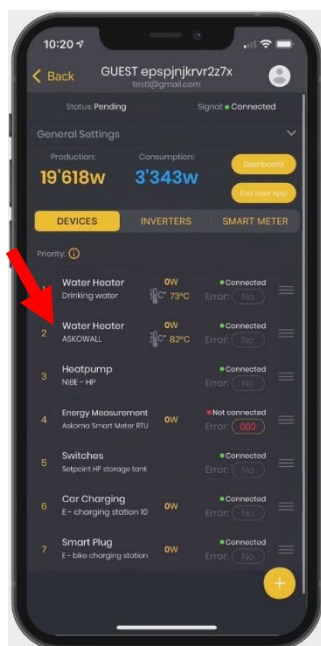 10:20
Back
GUEST epspjnjkrvr2z7x
test1@gmail.com
Status: Pending
Signal: Connected
General Settings
Production:
Consumption:
Dashboard
19'618w
3'343w
End User App
DEVICES
INVERTERS
SMART METER
Priority:
Water Heater
0W
Connected
Drinking water
C° 73°C
Error: No
2
Water Heater
0W
Connected
ASKOWALL
C° 82°C
Error: No
3
Heatpump
Connected
NIBE - HP
Error: No
4
Energy Measurement
0W
Not connected
Askoma Smart Meter RTU
Error: 002
5
Switches
Connected
Setpoint HP storage tank
Error: No
6
Car Charging
0W
Connected
E - charging station 10
Error: No
7
Smart Plug
0W
Connected
E - bike charging station
Error: No
+